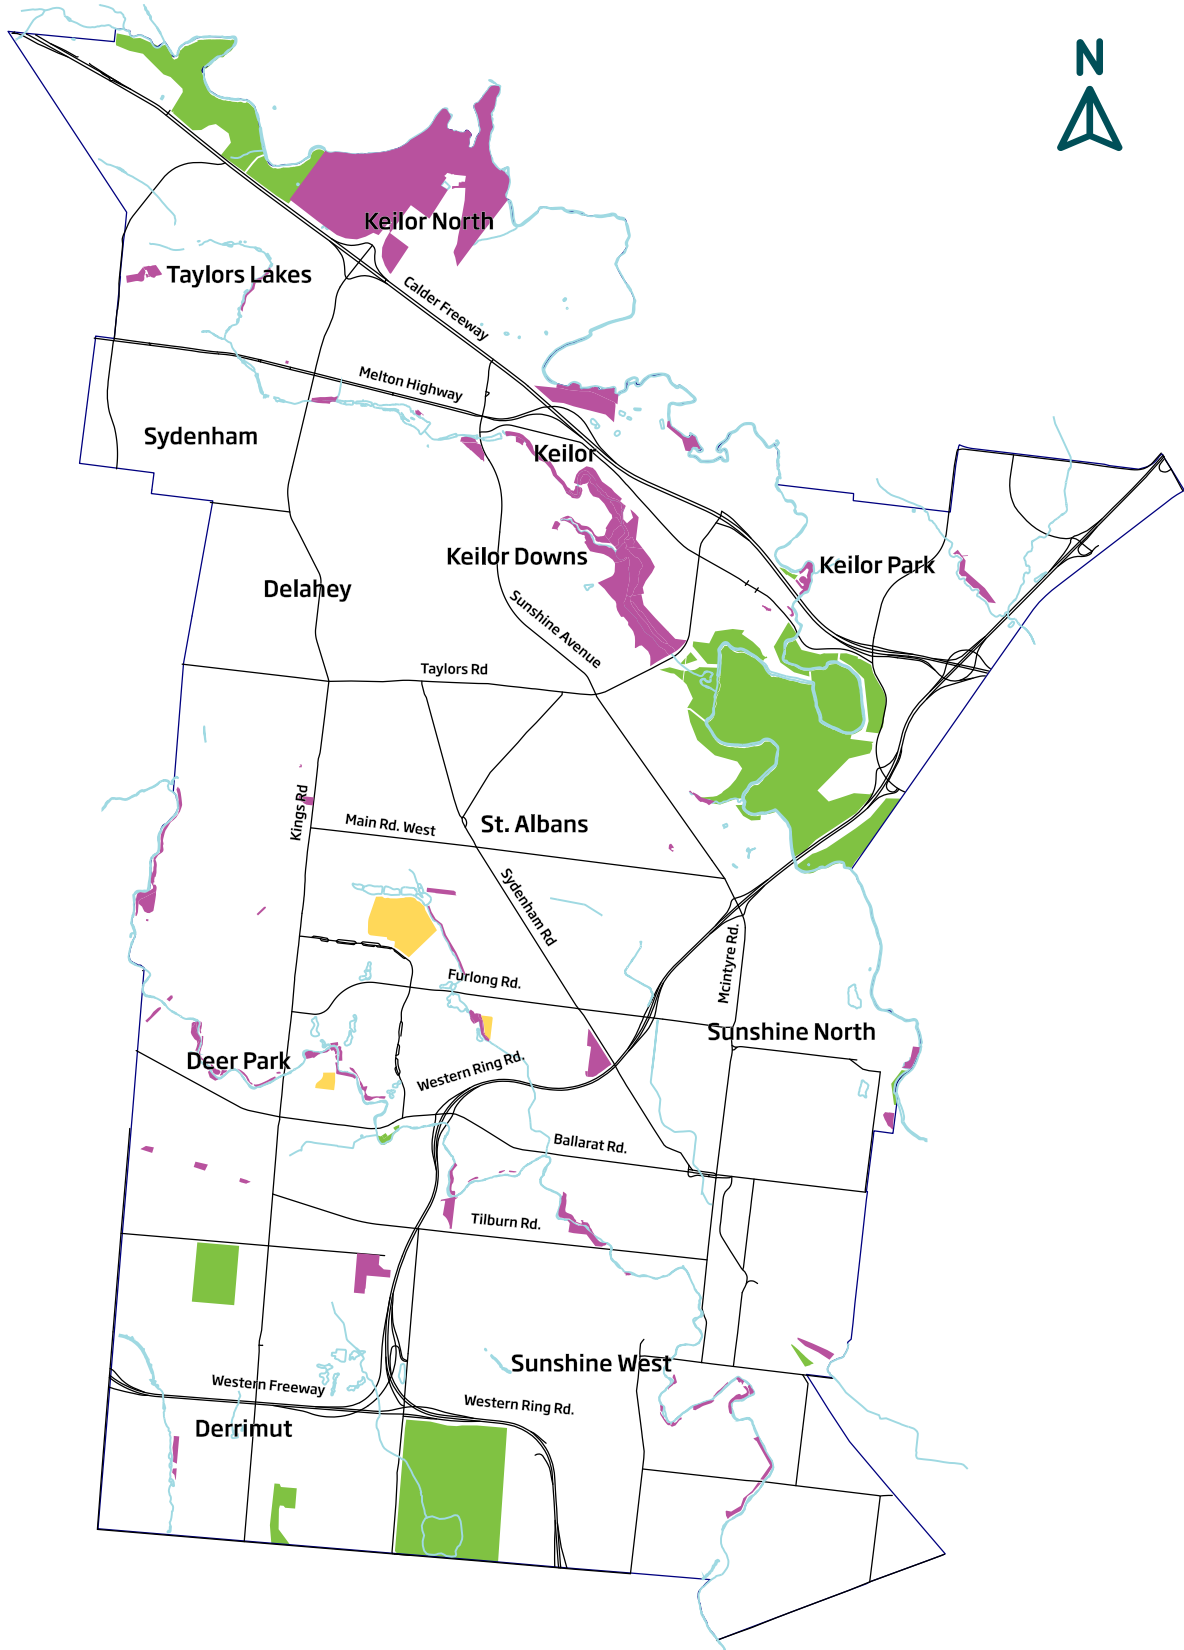 N
Keilor North
Taylors Lakes
Calder Freeway
Melton Highway
Sydenham
Keilor
Keilor Downs
Keilor Park
Delahey
Sunshine Avenue
Taylors Rd
Kings Rd
Main Rd. West
St. Albans
Sydenham Rd
Mcintyre Rd.
Furlong Rd.
Sunshine North
Deer Park
Western Ring Rd.
Ballarat Rd.
Tilburn Rd.
Sunshine West
Western Freeway
Western Ring Rd.
Derrimut